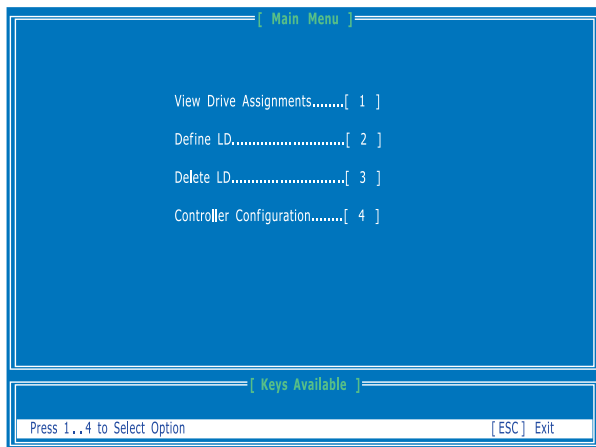 [ Main Menu ]
View Drive Assignments........[ 1 ]
Define LD...........................[ 2 ]
Delete LD...........................[ 3 ]
Controller Configuration........[ 4 ]
[ Keys Available ]
Press 1..4 to Select Option [ESC] Exit